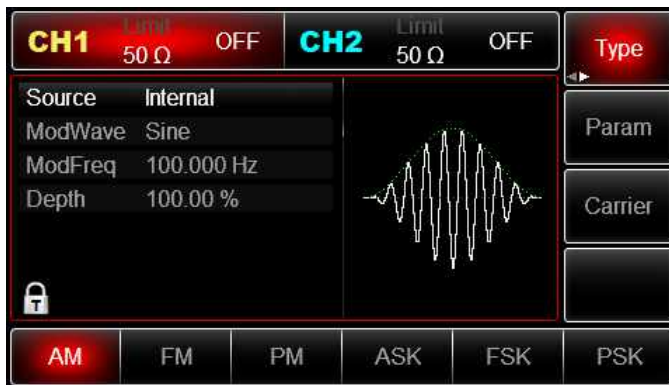 CH1 Limit 50 Ω OFF CH2 Limit 50 Ω OFF
Type
Source Internal
ModWave Sine
ModFreq 100.000 Hz
Depth 100.00 %
Param
Carrier
T
AM FM PM ASK FSK PSK